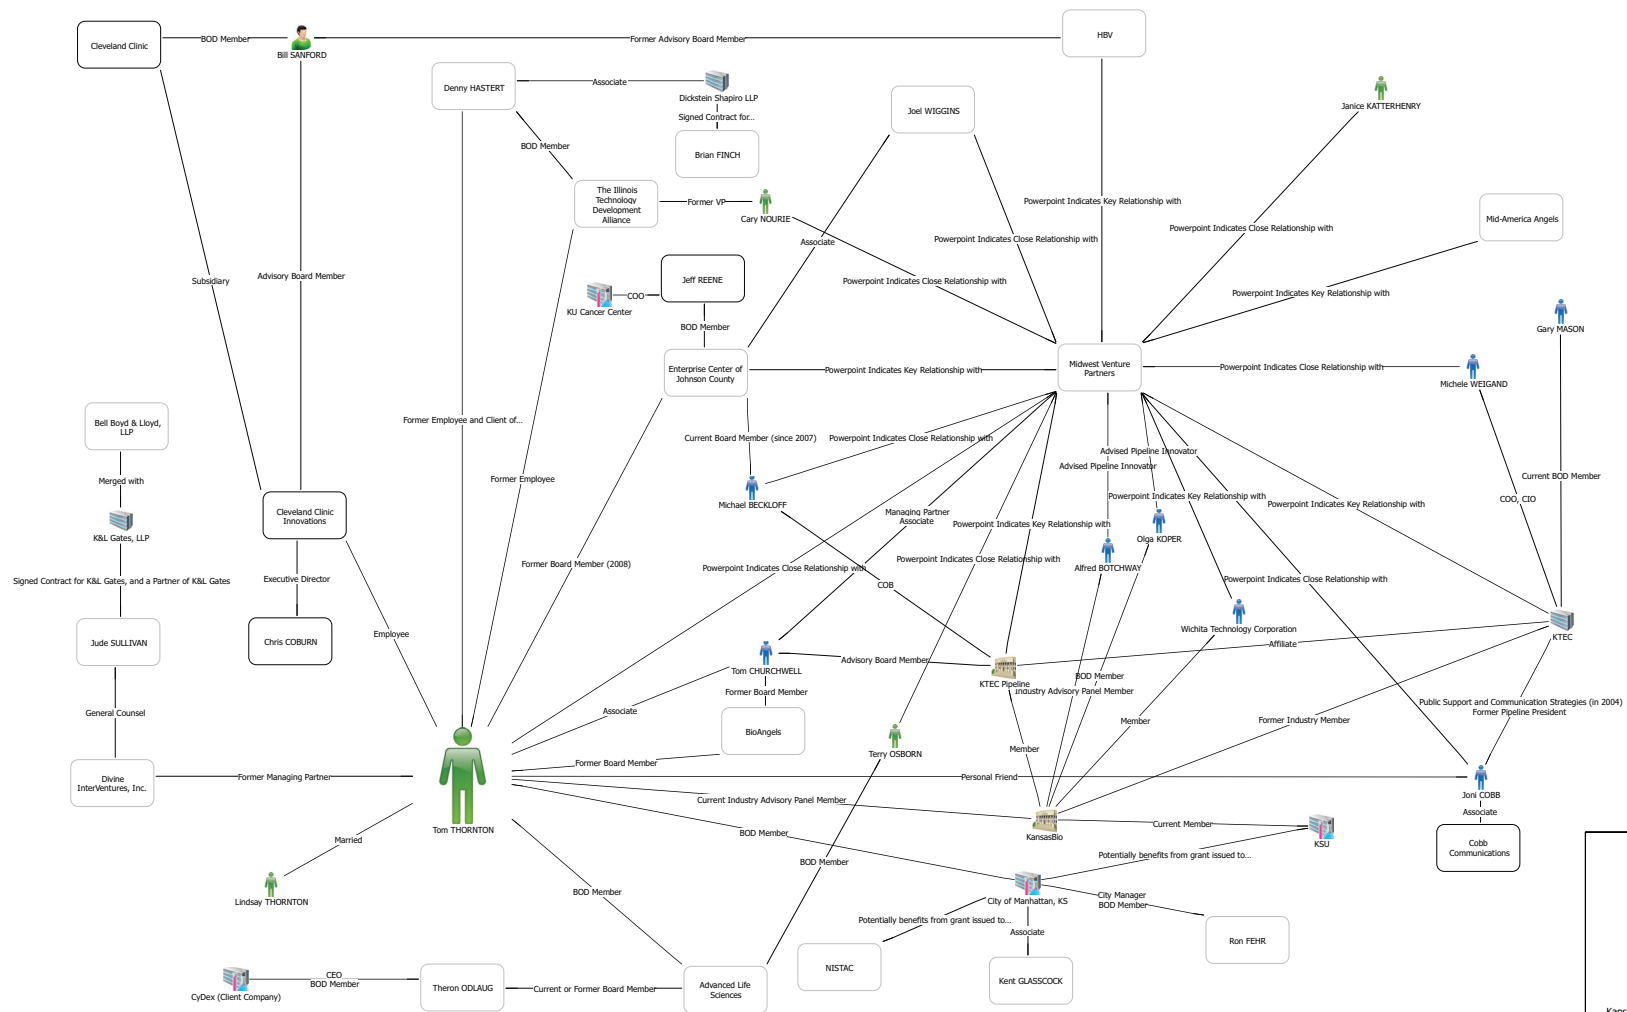 Cleveland Clinic
BOD Member
Bill SANFORD
Former Advisory Board Member
HBV
Denny HASTERT
Associate
Dickstein Shapiro LLP
Signed Contract for...
Brian FINCH
Joel WIGGINS
Janice KATTERHENRY
BOD Member
The Illinois
Technology
Development
Alliance
Former VP
Cary NOURIE
Powerpoint Indicates Key Relationship with
Mid-America Angels
Powerpoint Indicates Close Relationship with
Powerpoint Indicates Close Relationship with
Associate
Subsidiary
Advisory Board Member
Jeff REENE
COO
KU Cancer Center
Powerpoint Indicates Close Relationship with
Powerpoint Indicates Key Relationship with
BOD Member
Gary MASON
Enterprise Center of
Johnson County
Powerpoint Indicates Key Relationship with
Midwest Venture
Partners
Powerpoint Indicates Close Relationship with
Michele WEIGAND
Bell Boyd & Lloyd,
LLP
Former Employee and Client of...
Current Board Member (since 2007)
Powerpoint Indicates Close Relationship with
Advised Pipeline Innovator
Advised Pipeline Innovator
Merged with
Former Employee
Current BOD Member
COO, CIO
Cleveland Clinic
Innovations
Michael BECKLOFF
Managing Partner
Associate
Powerpoint Indicates Key Relationship with
Powerpoint Indicates Key Relationship with
Powerpoint Indicates Key Relationship with
K&L Gates, LLP
Olga KOPER
Signed Contract for K&L Gates, and a Partner of K&L Gates
Executive Director
Former Board Member (2008)
Powerpoint Indicates Close Relationship with
Powerpoint Indicates Close Relationship with
Alfred BOTCHWAY
Powerpoint Indicates Close Relationship with
COB
Jude SULLIVAN
Chris COBURN
Employee
Wichita Technology Corporation
KTEC
Affiliate
Tom CHURCHWELL
Advisory Board Member
KTEC Pipeline
BOD Member
Industry Advisory Panel Member
Former Board Member
General Counsel
Associate
BioAngels
Member
Former Industry Member
Public Support and Communication Strategies (in 2004)
Former Pipeline President
Terry OSBORN
Member
Former Board Member
Divine
InterVentures, Inc.
Former Managing Partner
Personal Friend
Joni COBB
Current Industry Advisory Panel Member
Associate
Tom THORNTON
BOD Member
KansasBio
Current Member
KSU
Married
Cobb
Communications
Potentially benefits from grant issued to...
BOD Member
Lindsay THORNTON
BOD Member
City of Manhattan, KS
City Manager
BOD Member
Potentially benefits from grant issued to...
Associate
Ron FEHR
NISTAC
Kent GLASSCOCK
CyDex (Client Company)
CEO
BOD Member
Theron ODLAUG
Current or Former Board Member
Advanced Life
Sciences